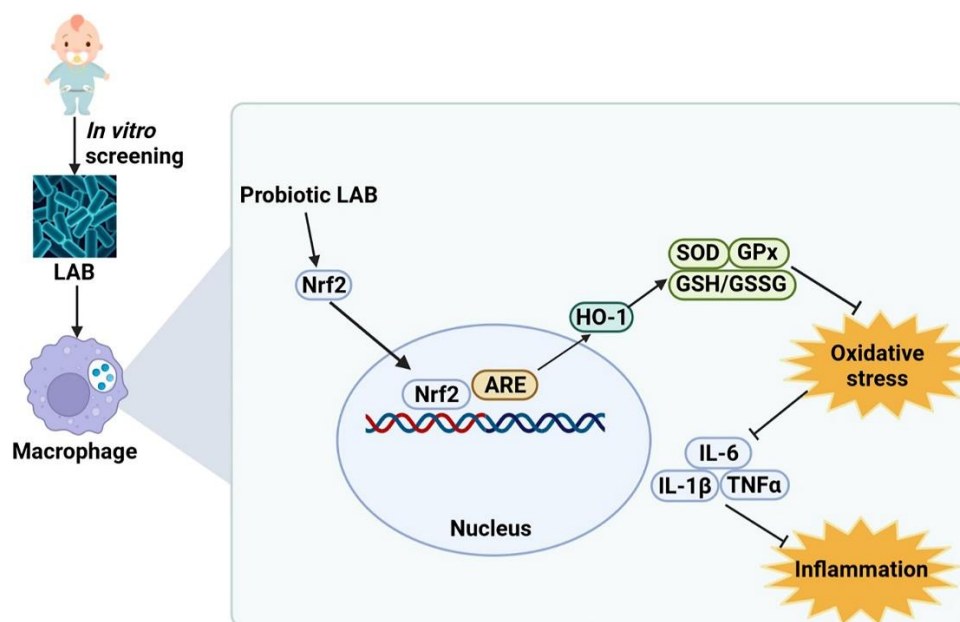 In vitro
screening
LAB
Macrophage
Probiotic LAB
Nrf2
Nrf2
ARE
Nucleus
HO-1
SOD
GPx
GSH/GSSG
Oxidative
stress
IL-6
IL-1β
TNFα
Inflammation